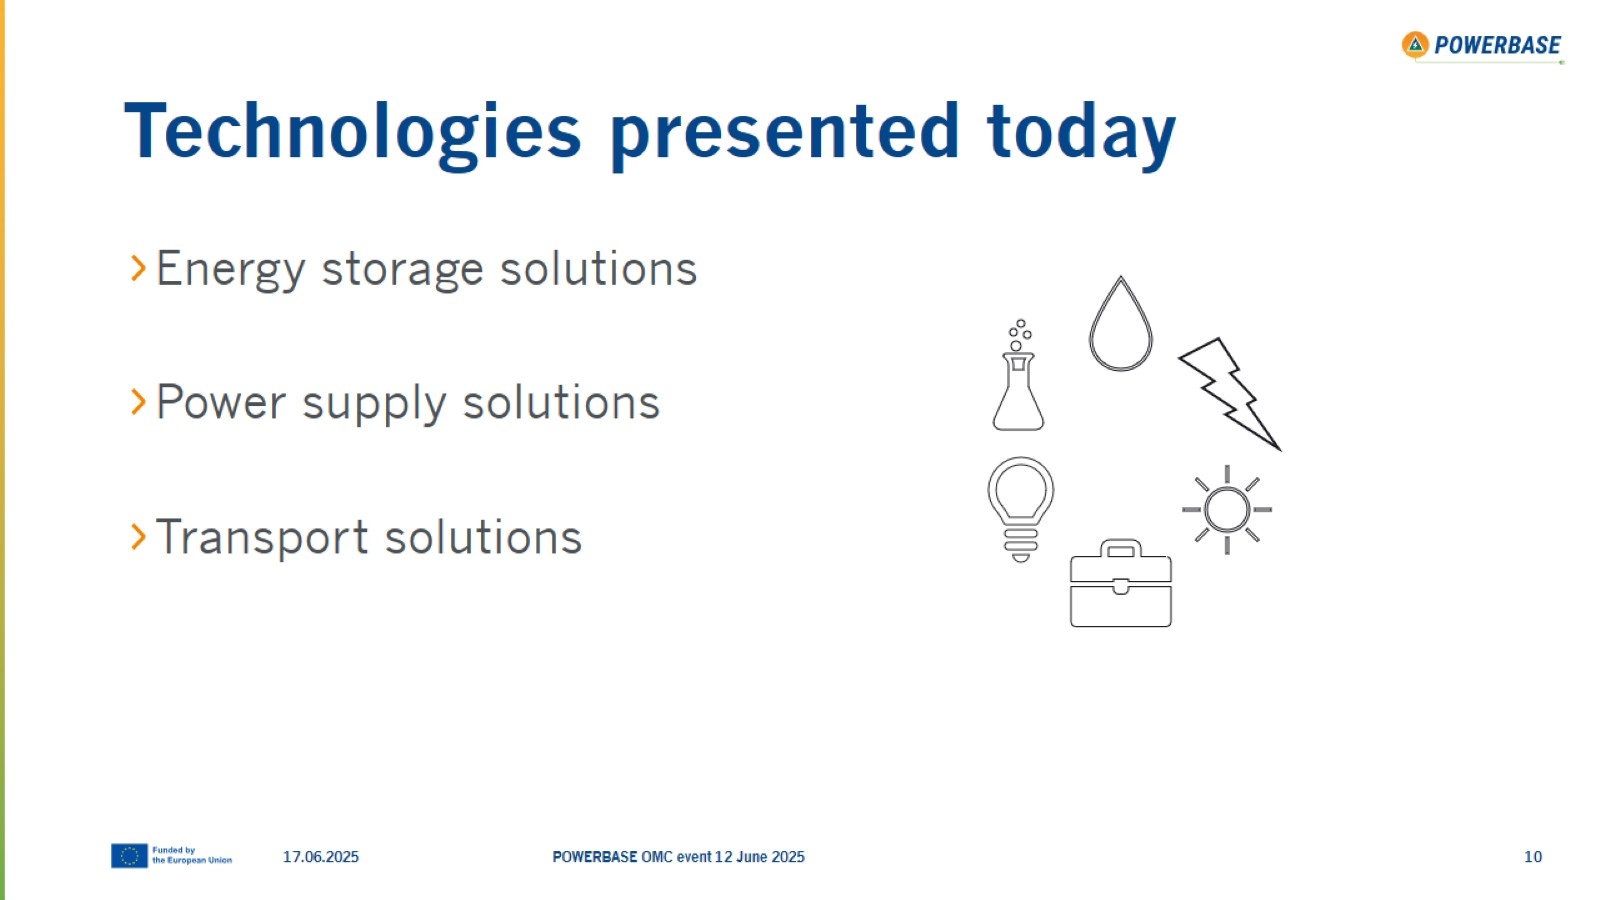 POWERBASE
Technologies presented today
Energy storage solutions
Power supply solutions
Transport solutions
Funded by
the European Union
17.06.2025
POWERBASE OMC event 12 June 2025
10